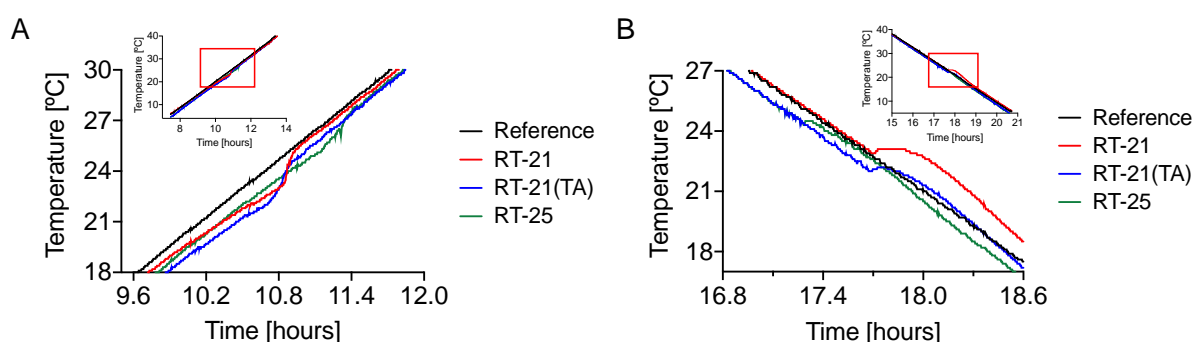 A
Temperature [ºC]
40
30
20
10
8
10
12
14
Time [hours]
Temperature [ºC]
30
27
24
21
18
9.6
10.2
10.8
11.4
12.0
Time [hours]
Reference
RT-21
RT-21(TA)
RT-25
B
Temperature [ºC]
40
30
20
10
15
16
17
18
19
20
21
Time [hours]
Temperature [ºC]
27
24
21
18
16.8
17.4
18.0
18.6
Time [hours]
Reference
RT-21
RT-21(TA)
RT-25